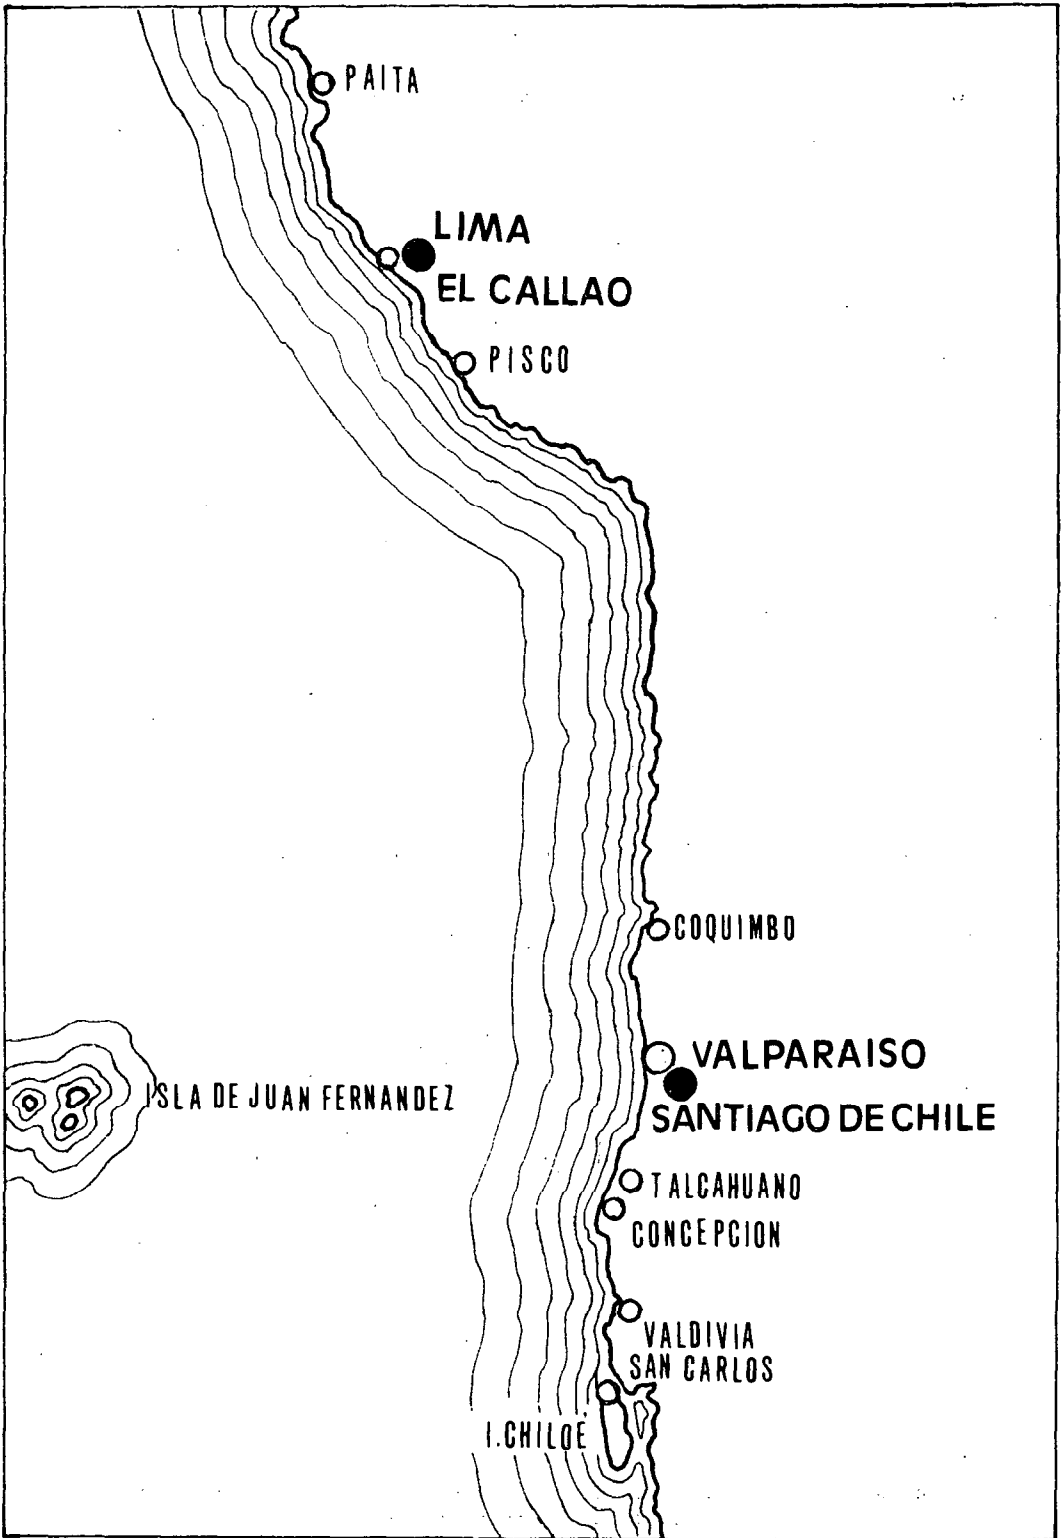 PAITA
LIMA
EL CALLAO
PISCO
COQUIMBO
VALPARAISO
ISLA DE JUAN FERNANDEZ
SANTIAGO DE CHILE
TALCAHUANO
CONCEPCION
VALDIVIA
SAN CARLOS
I.CHILOÉ